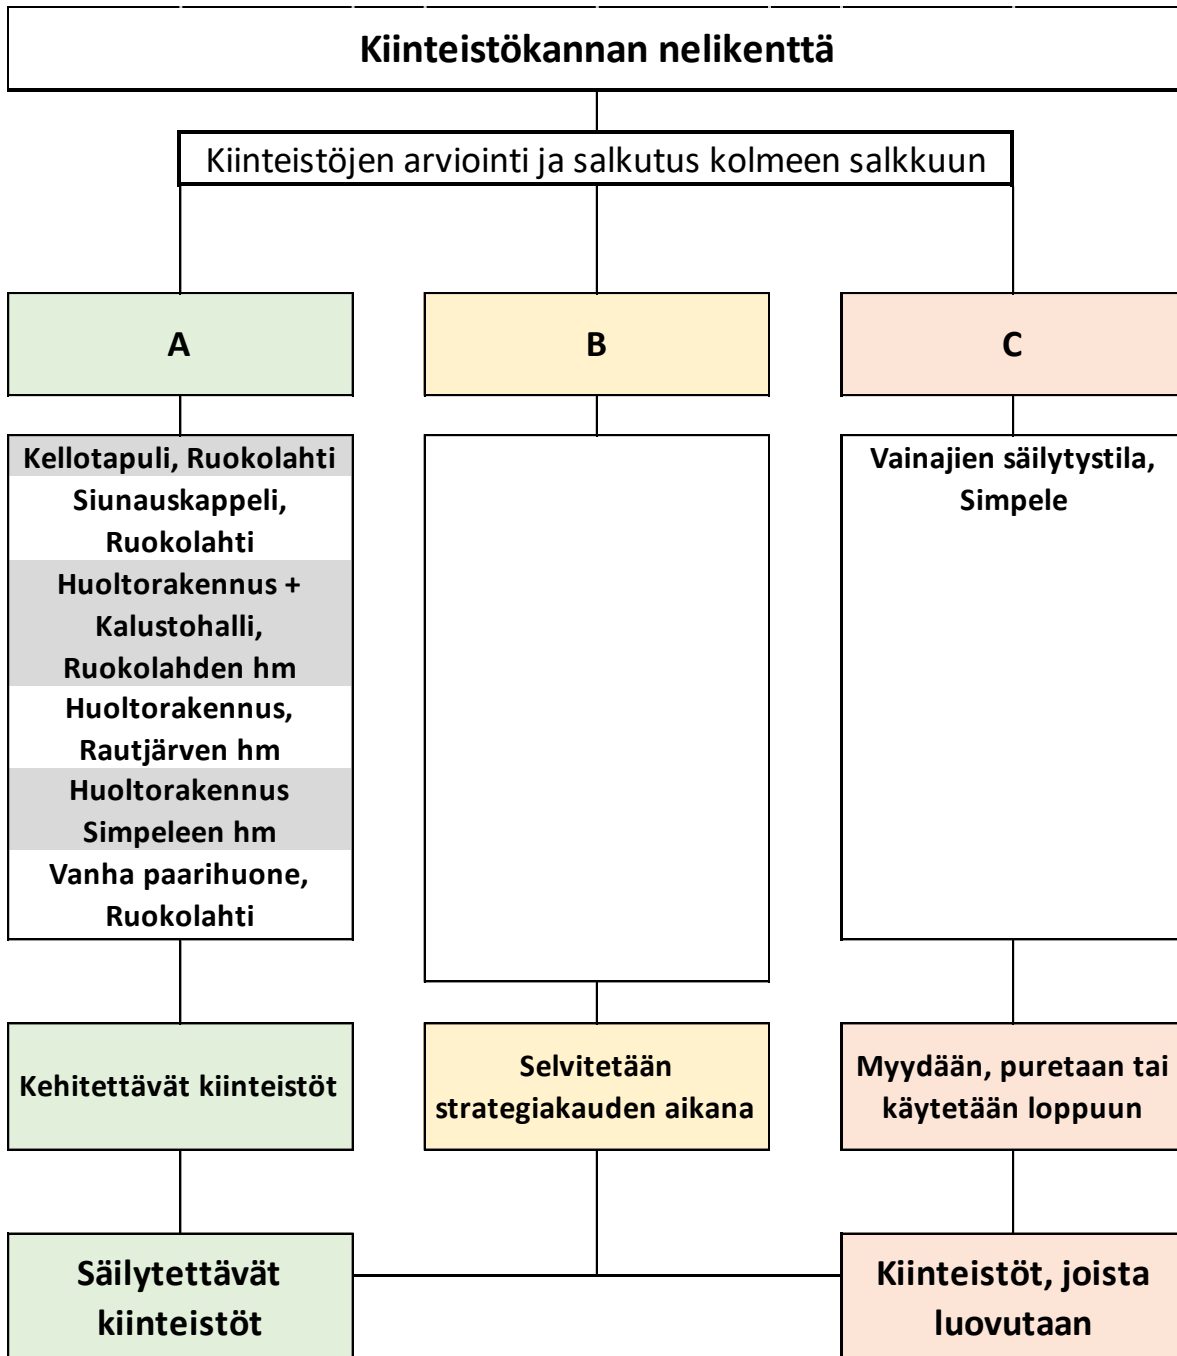 Kiinteistökannan nelikenttä
Kiinteistöjen arviointi ja salkutus kolmeen salkkuun
A
B
C
Kellotapuli, Ruokolahti
Siunauskappeli,
Ruokolahti
Huoltorakennus +
Kalustohalli,
Ruokolahden hm
Huoltorakennus,
Rautjärven hm
Huoltorakennus
Simpeleen hm
Vanha paarihuone,
Ruokolahti
Vainajien säilytystila,
Simpele
Kehitettävät kiinteistöt
Selvitetään
strategiakauden aikana
Myydään, puretaan tai
käytetään loppuun
Säilytettävät
kiinteistöt
Kiinteistöt, joista
luovutaan